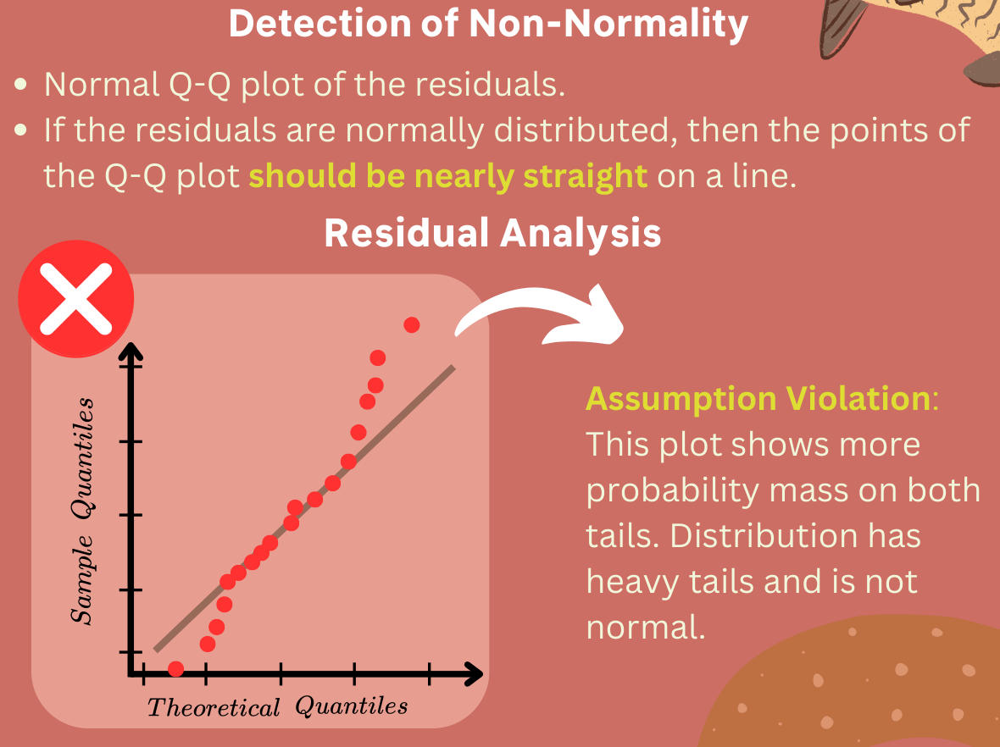 Detection of Non-Normality
• Normal Q-Q plot of the residuals.
• If the residuals are normally distributed, then the points of
the Q-Q plot should be nearly straight on a line.
Residual Analysis
Sample Quantiles
Theoretical Quantiles
Assumption Violation:
This plot shows more
probability mass on both
tails. Distribution has
heavy tails and is not
normal.